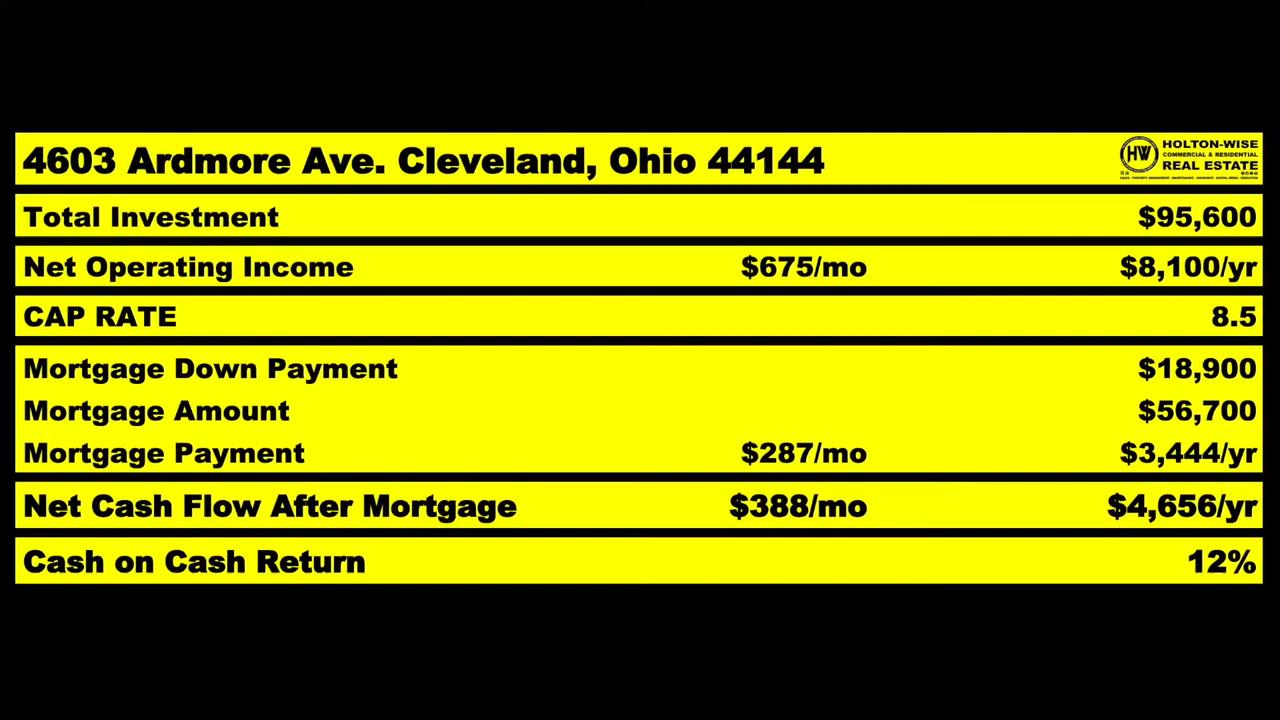 4603 Ardmore Ave. Cleveland, Ohio 44144
HW
HOLTON-WISE
COMMERCIAL & RESIDENTIAL
REAL ESTATE
Total Investment $95,600
Net Operating Income $675/mo $8,100/yr
CAP RATE 8.5
Mortgage Down Payment $18,900
Mortgage Amount $56,700
Mortgage Payment $287/mo $3,444/yr
Net Cash Flow After Mortgage $388/mo $4,656/yr
Cash on Cash Return 12%